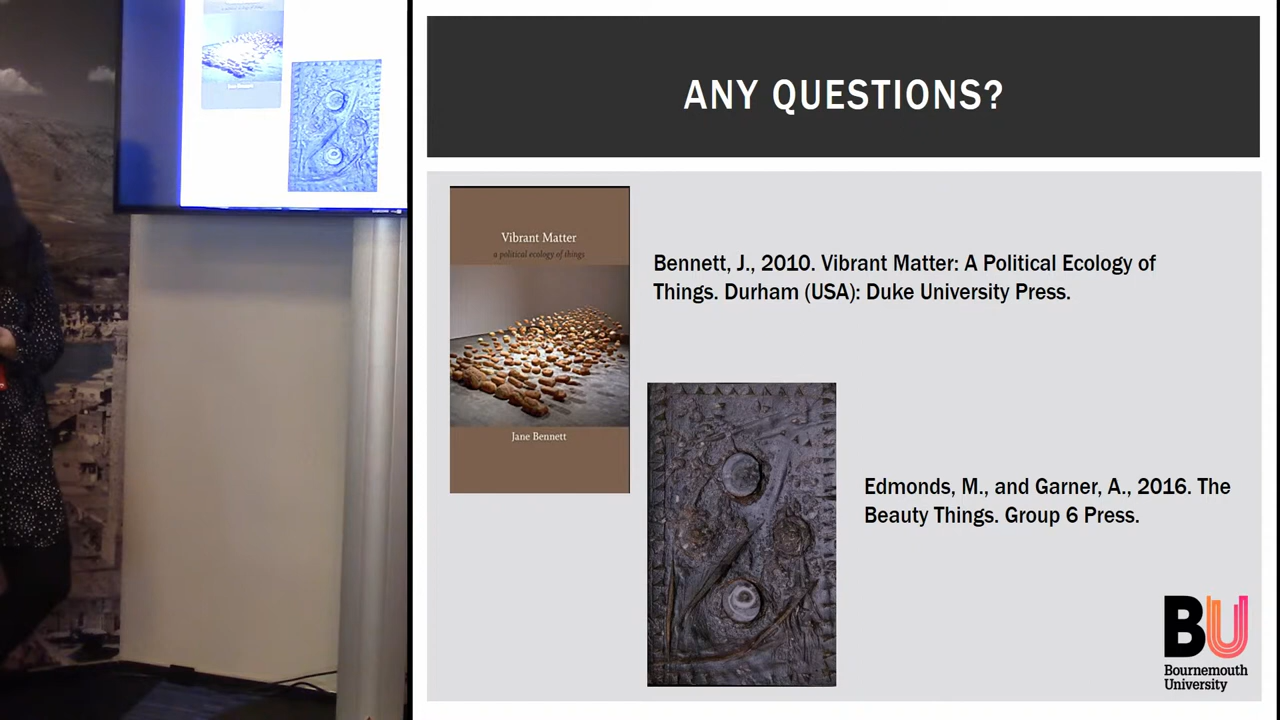 ANY QUESTIONS?
Vibrant Matter
a political ecology of things
Jane Bennett
Bennett, J., 2010. Vibrant Matter: A Political Ecology of
Things. Durham (USA): Duke University Press.
Edmonds, M., and Garner, A., 2016. The
Beauty Things. Group 6 Press.
BU
Bournemouth
University